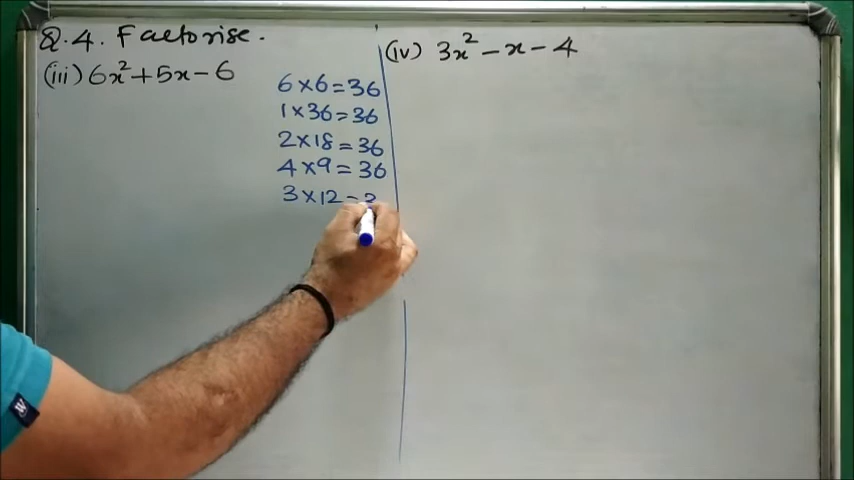 Q.4. Factorise.
(iii) 6x²+5x-6
6×6=36
1×36=36
2×18=36
4×9=36
3×12=3
(iv) 3x²-x-4
W